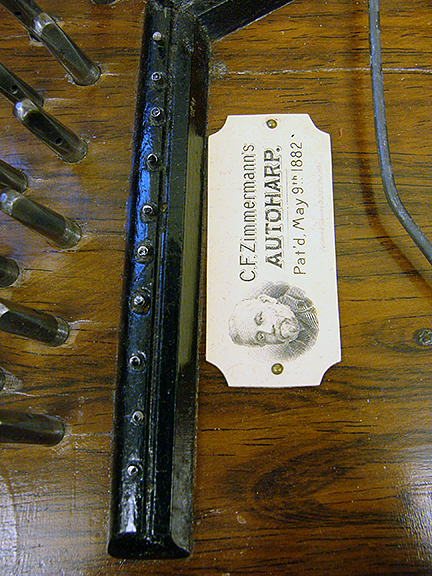 C.F. Zimmermann's
AUTOHARP.
Pat'd, May 9th 1882